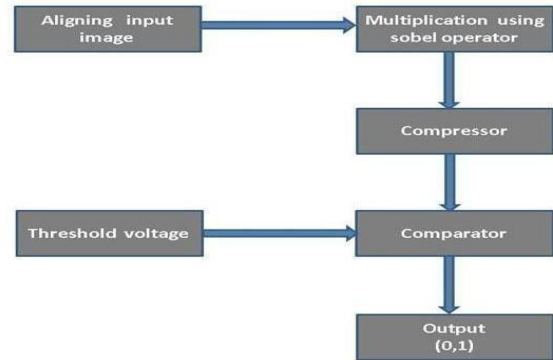 Aligning input
image
Multiplication using
sobel operator
Compressor
Threshold voltage
Comparator
Output
(0,1)